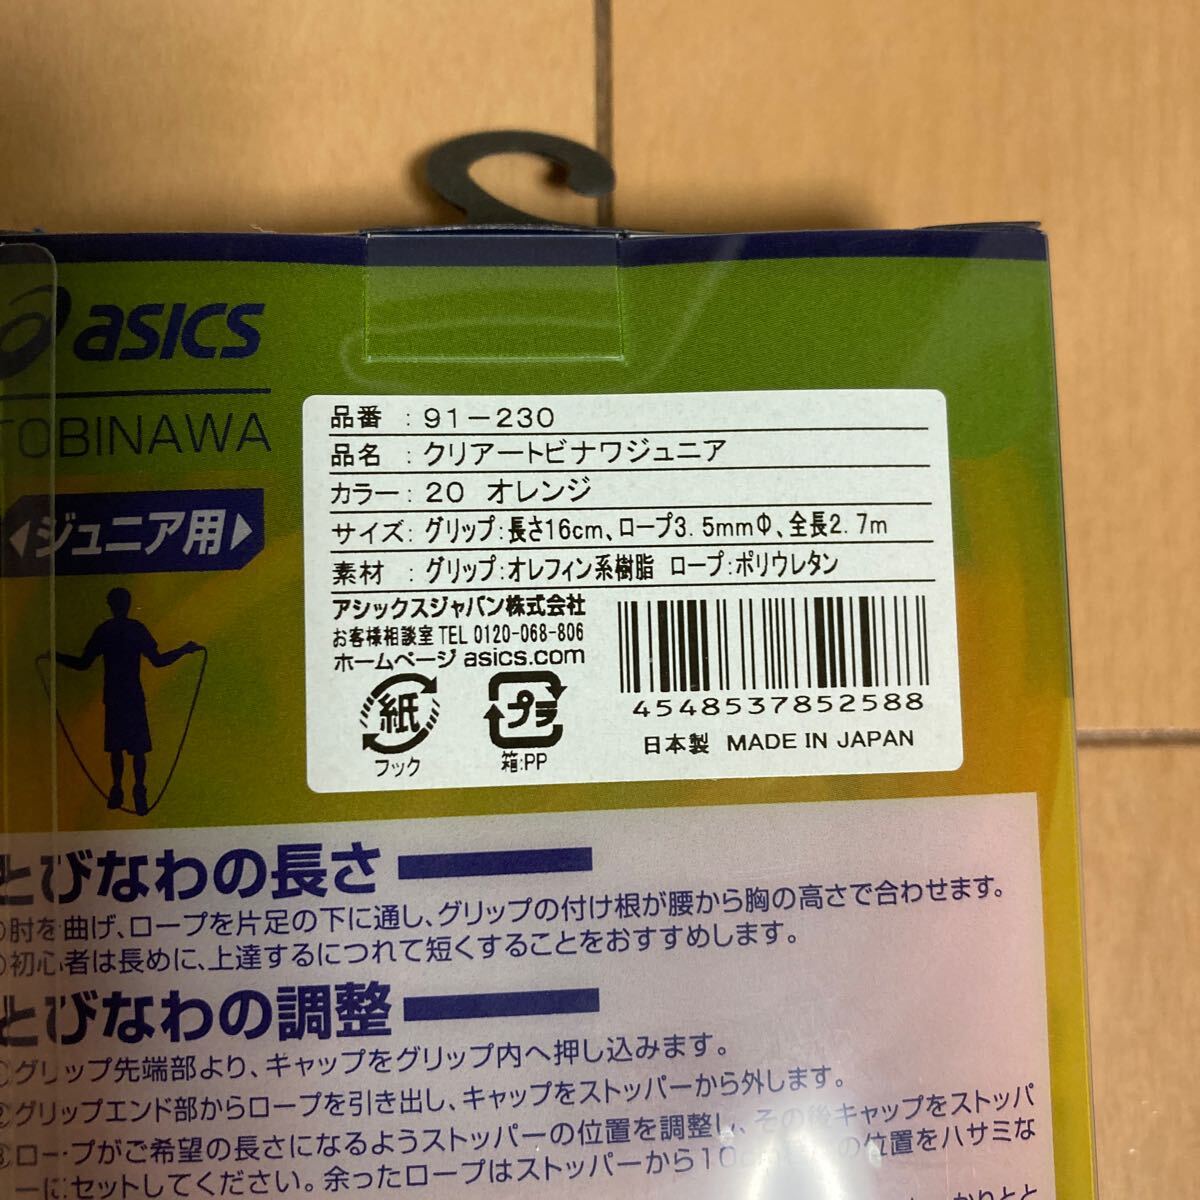 asics
TOBINAWA
ジュニア用
品番 : 91-230
品名 : クリアートビナワジュニア
カラー : 20 オレンジ
サイズ : グリップ:長さ16cm、ロープ3.5mmΦ、全長2.7m
素材 : グリップ:オレフィン系樹脂 ロープ:ポリウレタン
アシックスジャパン株式会社
お客様相談室 TEL 0120-068-806
ホームページ asics.com
紙
フック
プラ
箱:PP
4548537852588
日本製 MADE IN JAPAN
とびなわの長さ
肘を曲げ、ロープを片足の下に通し、グリップの付け根が腰から胸の高さで合わせます。
初心者は長めに、上達するにつれて短くすることをおすすめします。
とびなわの調整
①グリップ先端部より、キャップをグリップ内へ押し込みます。
②グリップエンド部からロープを引き出し、キャップをストッパーから外します。
③ロープがご希望の長さになるようストッパーの位置を調整し、その後キャップをストッパ
ーにセットしてください。余ったロープはストッパーから10 の位置をハサミな